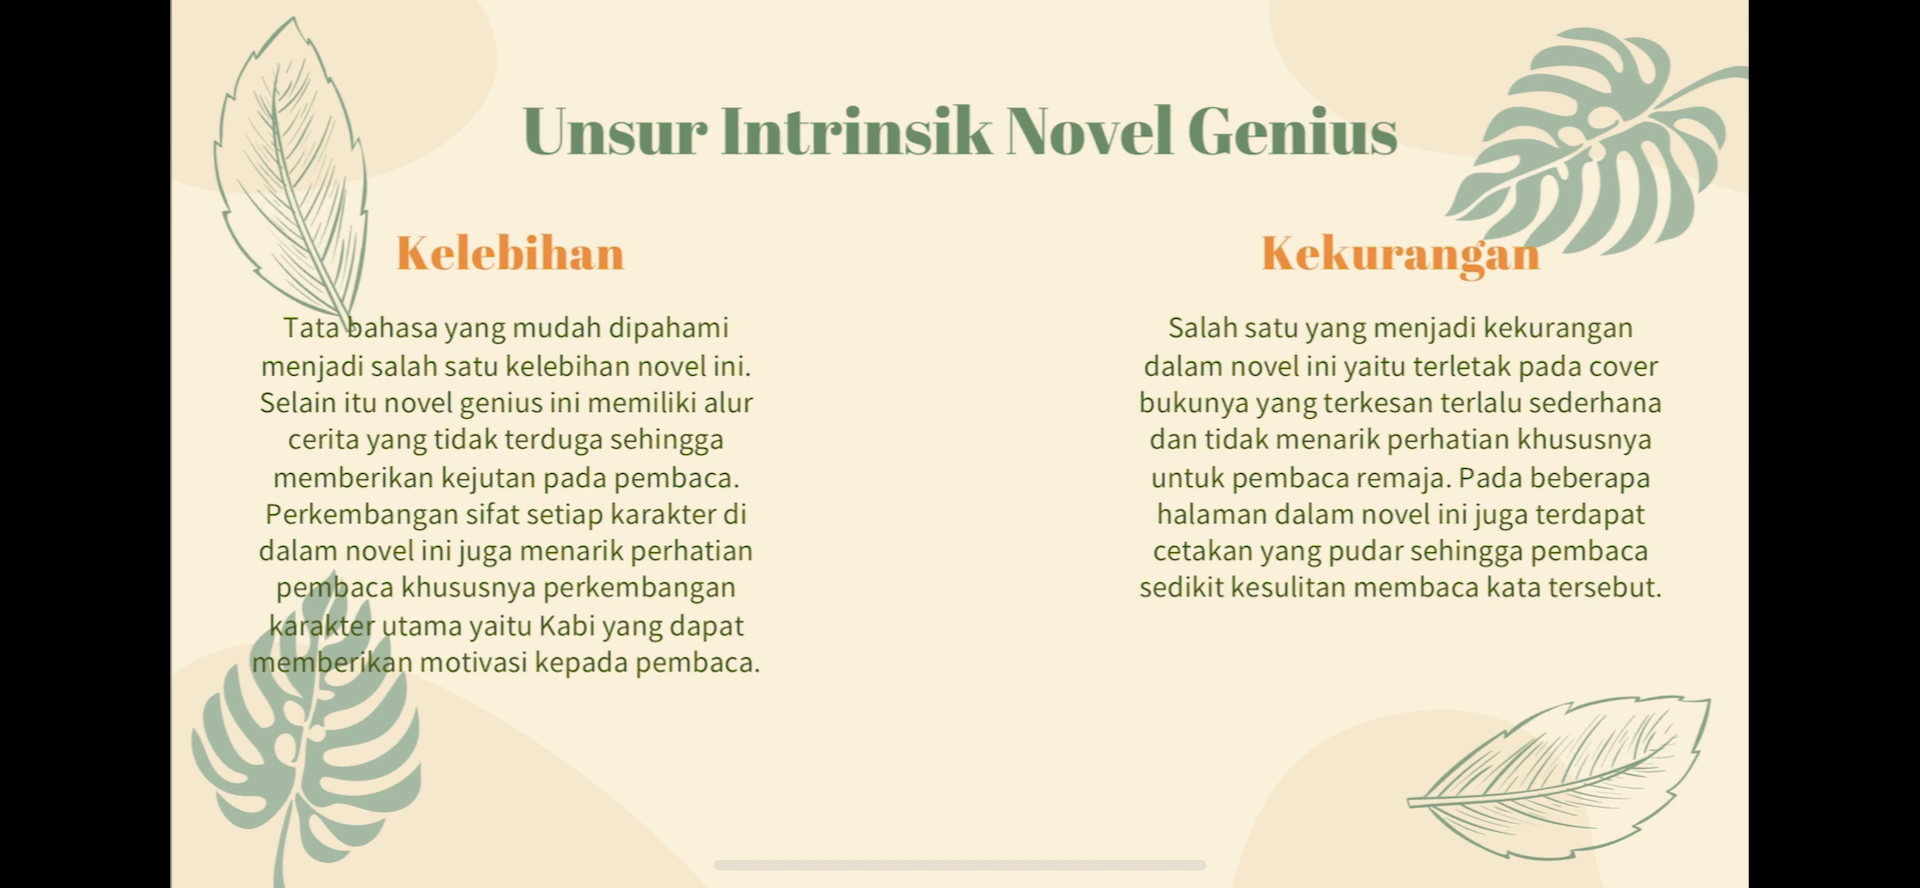 Unsur Intrinsik Novel Genius
Kelebihan
Tata bahasa yang mudah dipahami
menjadi salah satu kelebihan novel ini.
Selain itu novel genius ini memiliki alur
cerita yang tidak terduga sehingga
memberikan kejutan pada pembaca.
Perkembangan sifat setiap karakter di
dalam novel ini juga menarik perhatian
pembaca khususnya perkembangan
karakter utama yaitu Kabi yang dapat
memberikan motivasi kepada pembaca.
Kekurangan
Salah satu yang menjadi kekurangan
dalam novel ini yaitu terletak pada cover
bukunya yang terkesan terlalu sederhana
dan tidak menarik perhatian khususnya
untuk pembaca remaja. Pada beberapa
halaman dalam novel ini juga terdapat
cetakan yang pudar sehingga pembaca
sedikit kesulitan membaca kata tersebut.